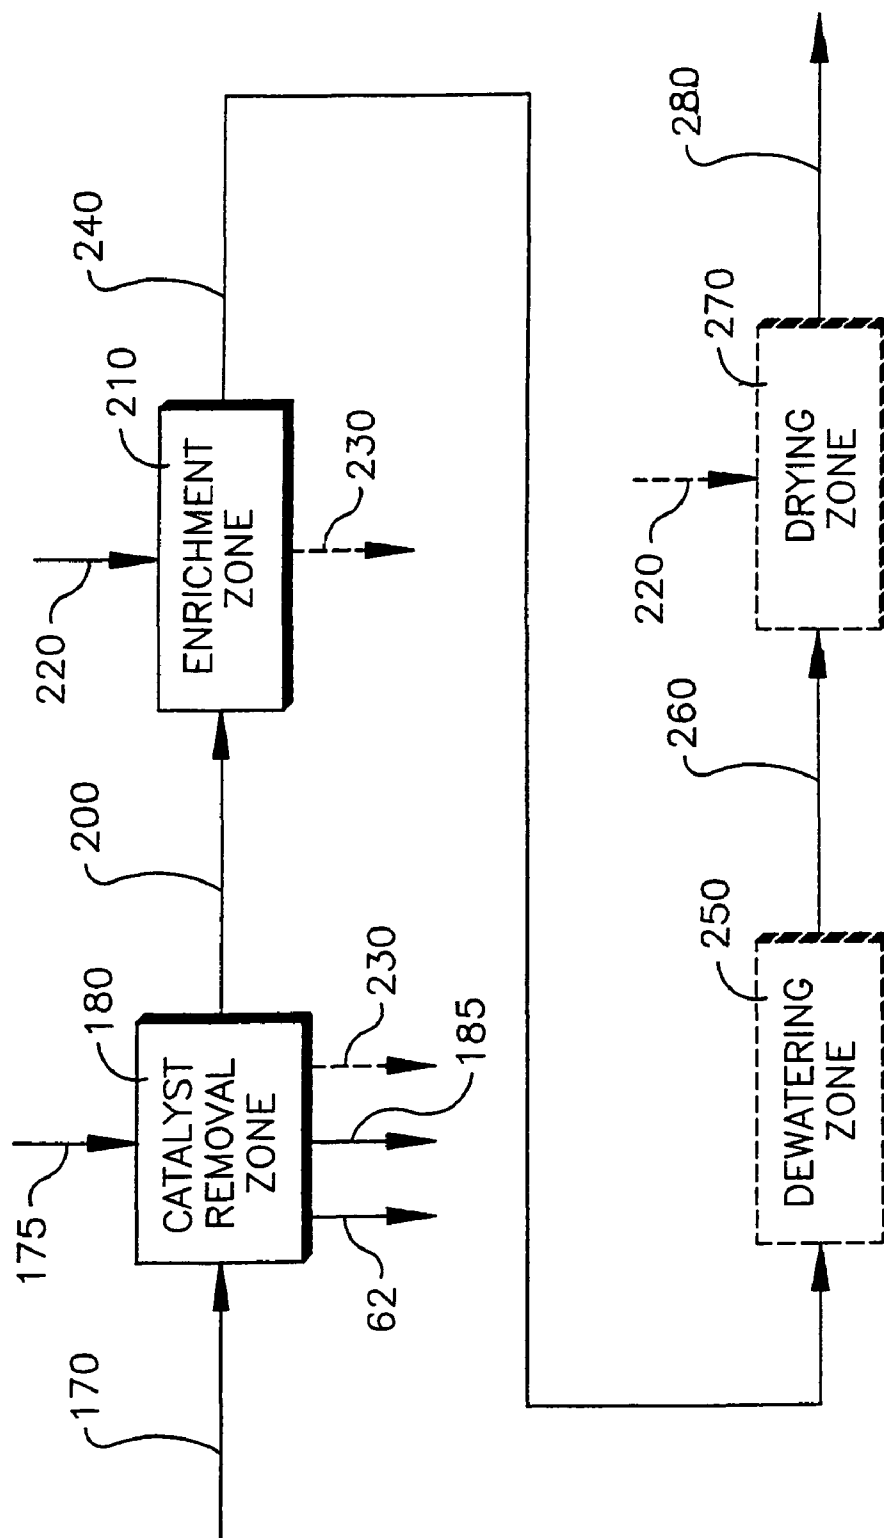 175
180
CATALYST
REMOVAL
ZONE
170
62
185
230
200
220
210
ENRICHMENT
ZONE
230
240
250
DEWATERING
ZONE
260
220
270
DRYING
ZONE
280